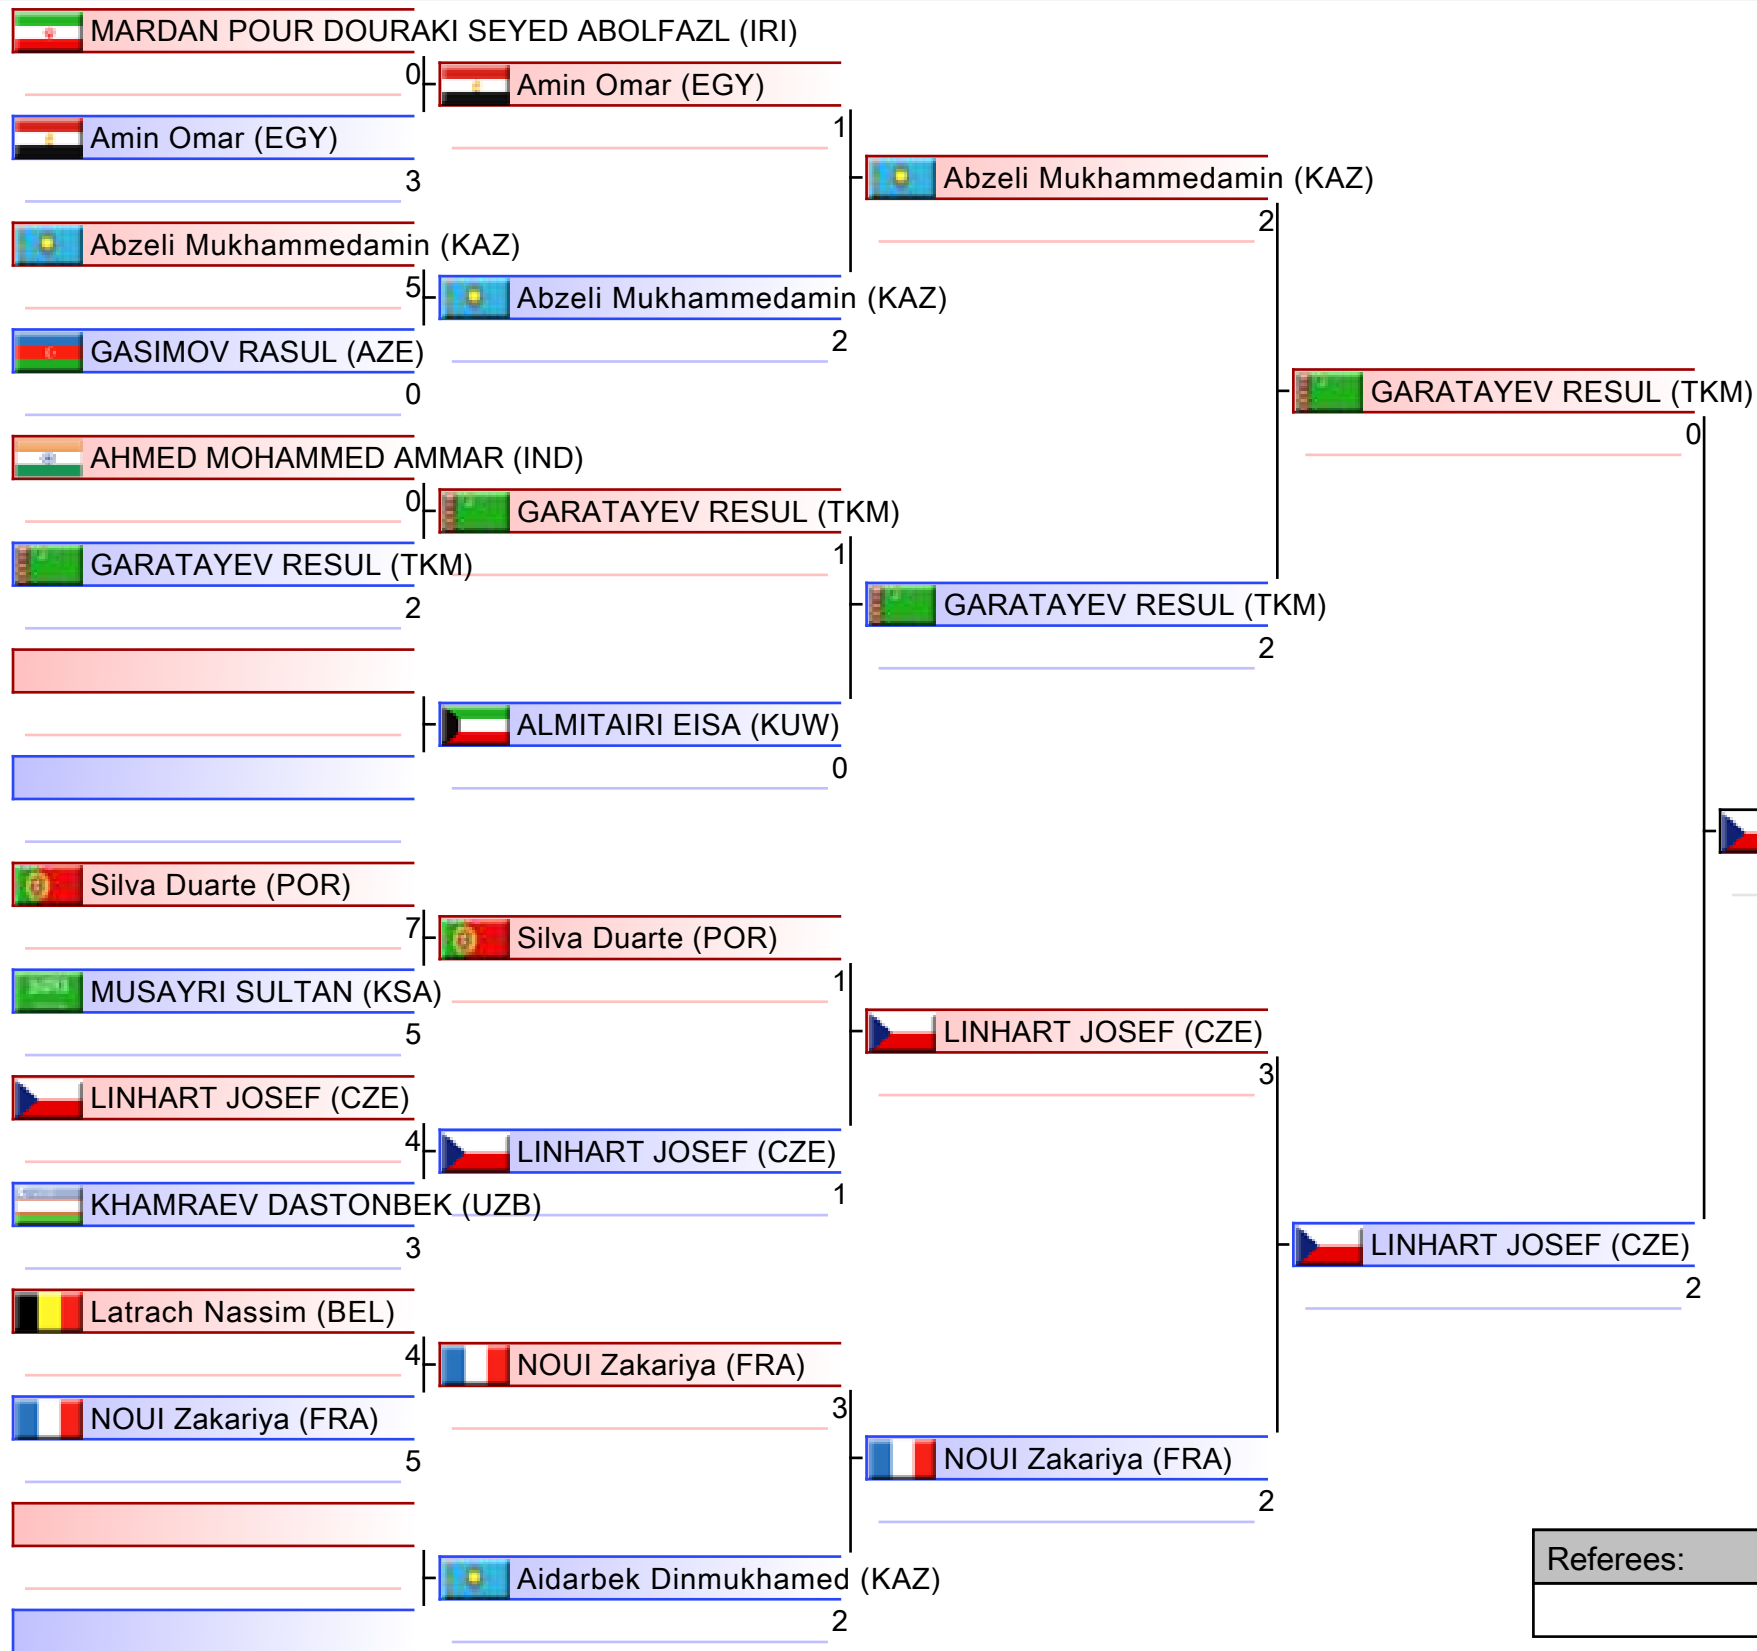 MARDAN POUR DOURAKI SEYED ABOLFAZL (IRI)
0
Amin Omar (EGY)
3
Abzeli Mukhammedamin (KAZ)
5
GASIMOV RASUL (AZE)
0
AHMED MOHAMMED AMMAR (IND)
0
GARATAYEV RESUL (TKM)
2
Silva Duarte (POR)
7
MUSAYRI SULTAN (KSA)
5
LINHART JOSEF (CZE)
4
KHAMRAEV DASTONBEK (UZB)
3
Latrach Nassim (BEL)
4
NOUI Zakariya (FRA)
5
Amin Omar (EGY)
1
Abzeli Mukhammedamin (KAZ)
2
GARATAYEV RESUL (TKM)
1
ALMITAIRI EISA (KUW)
0
Silva Duarte (POR)
1
LINHART JOSEF (CZE)
1
NOUI Zakariya (FRA)
3
Aidarbek Dinmukhamed (KAZ)
2
Abzeli Mukhammedamin (KAZ)
2
GARATAYEV RESUL (TKM)
2
LINHART JOSEF (CZE)
3
NOUI Zakariya (FRA)
2
GARATAYEV RESUL (TKM)
0
LINHART JOSEF (CZE)
2
Referees: